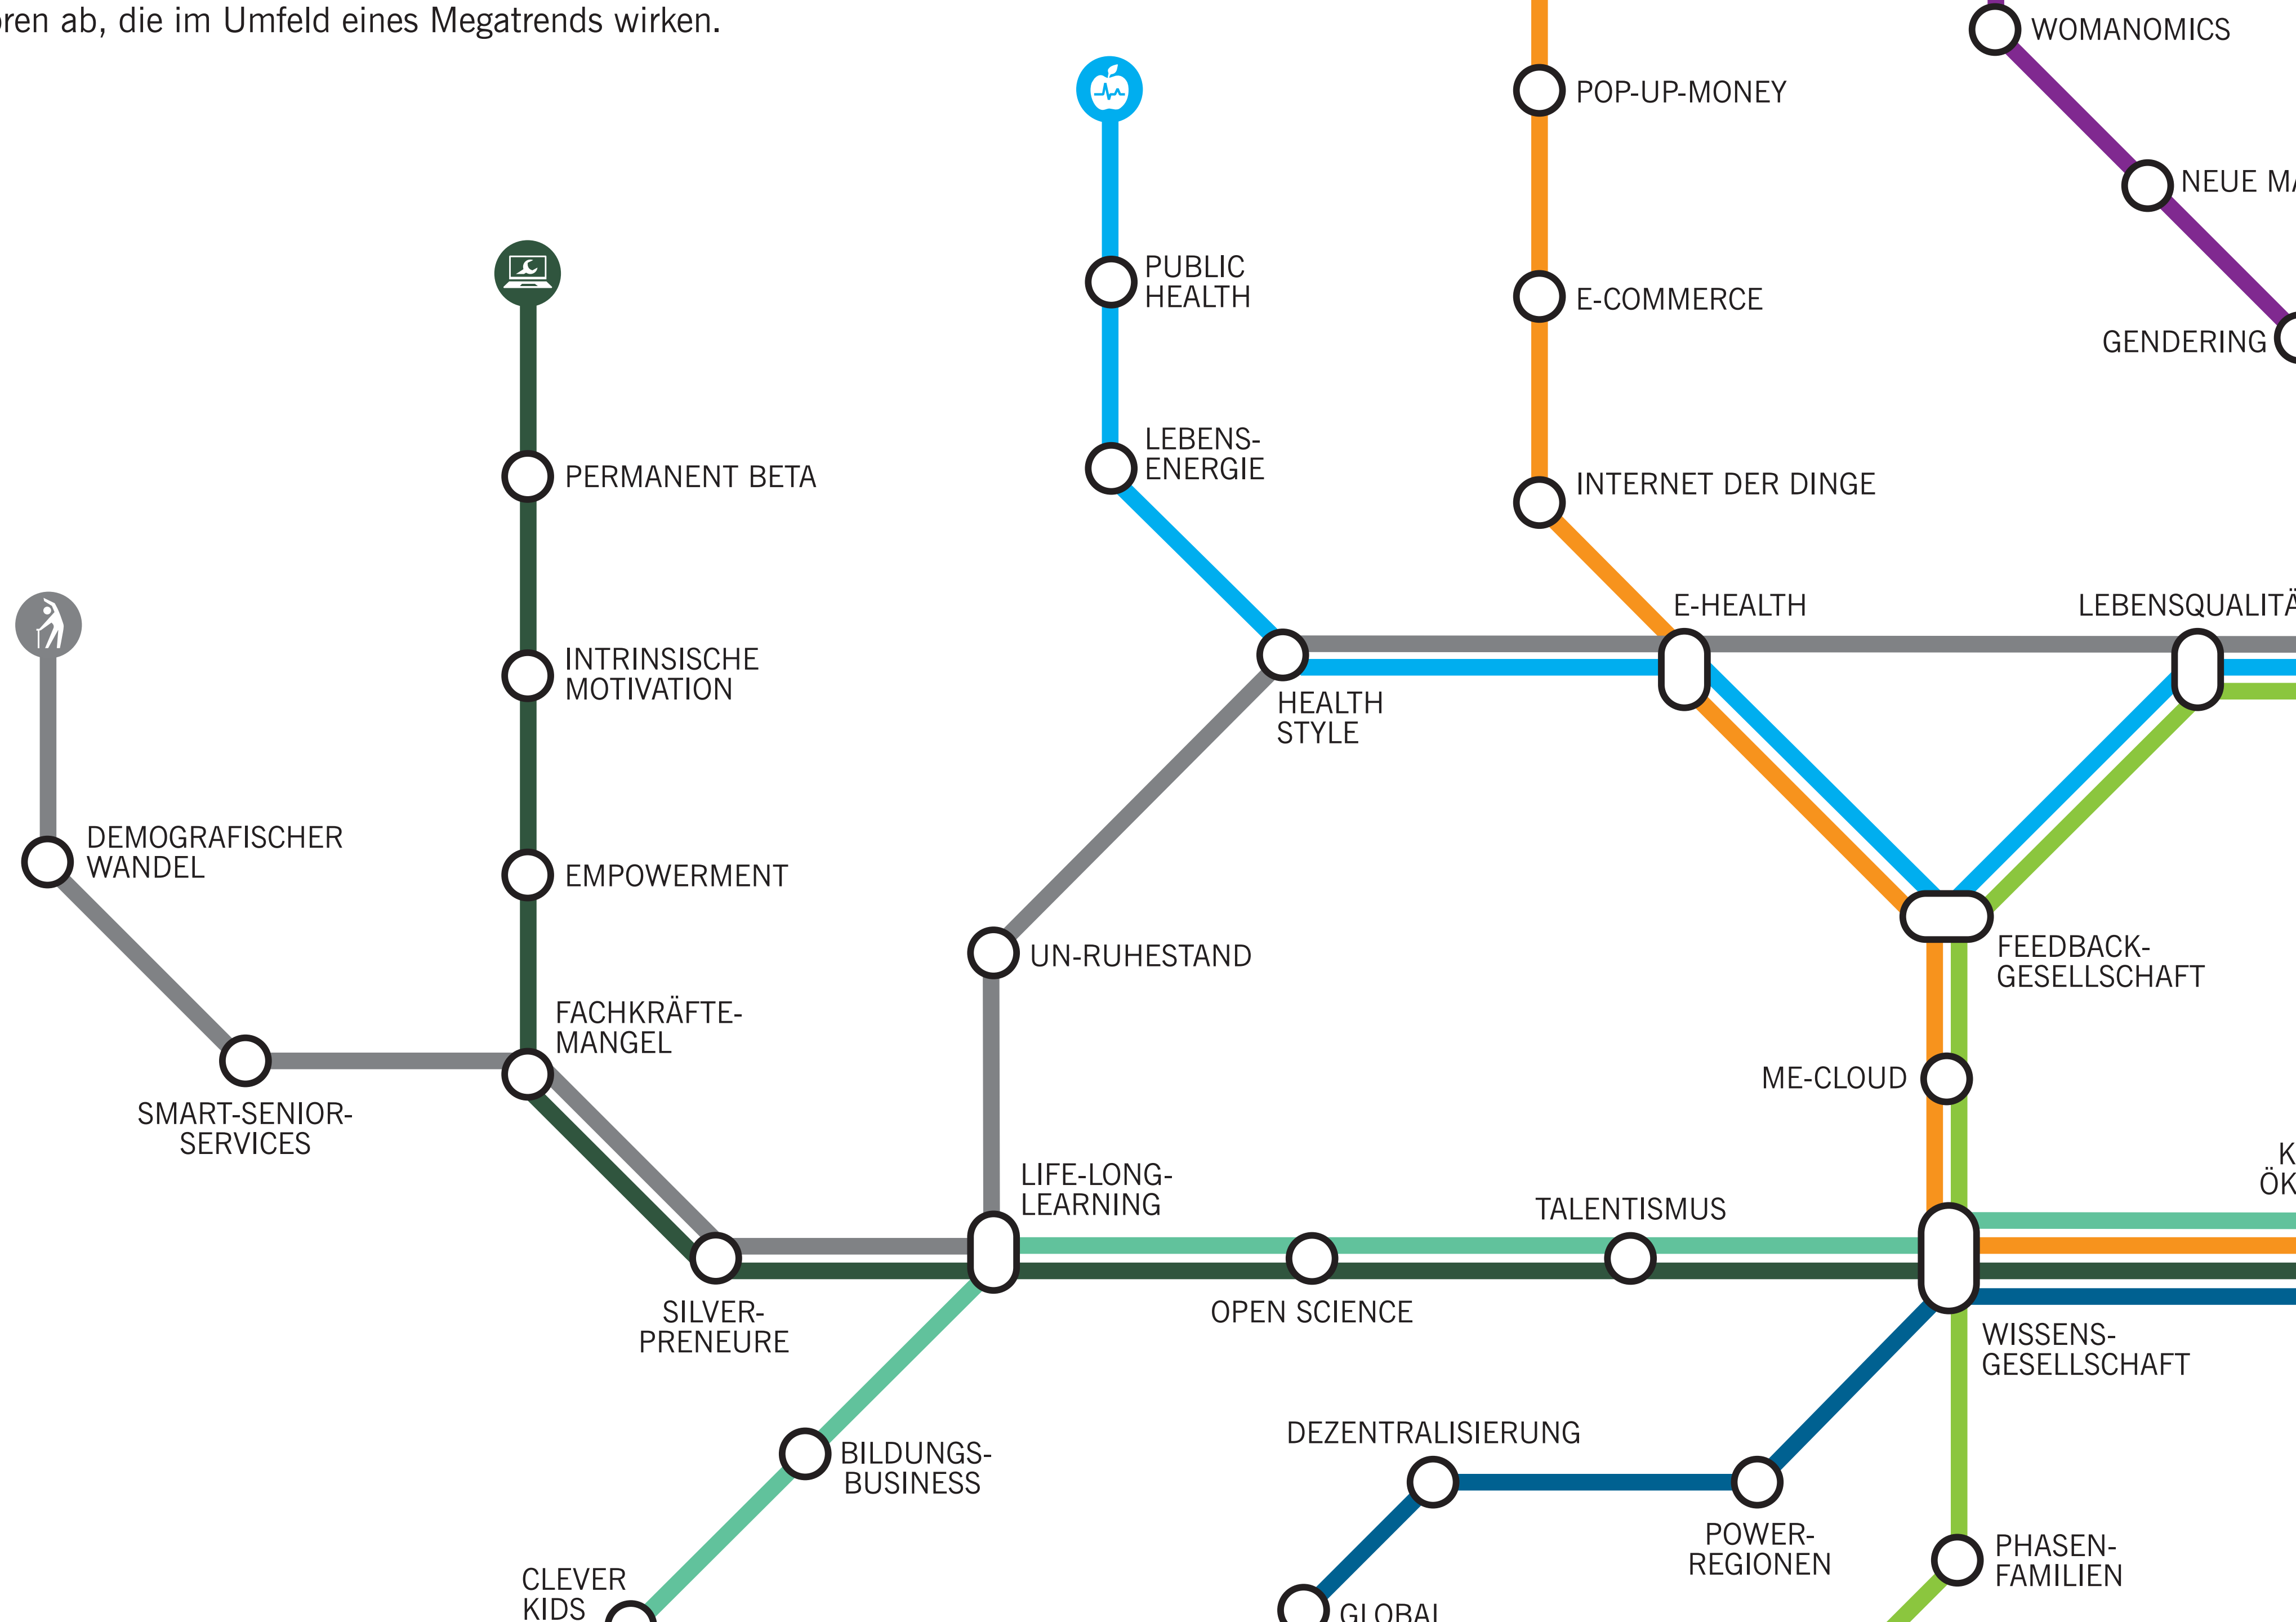 ab, die im Umfeld eines Megatrends wirken.
WOMANOMICS
POP-UP-MONEY
NEUE
PUBLIC
HEALTH
E-COMMERCE
GENDERING
LEBENS-
ENERGIE
PERMANENT BETA
INTERNET DER DINGE
E-HEALTH
INTRINSISCHE
MOTIVATION
HEALTH
STYLE
DEMOGRAFISCHER
WANDEL
EMPOWERMENT
UN-RUHESTAND
FEEDBACK-
GESELLSCHAFT
FACHKRÄFTE-
MANGEL
ME-CLOUD
SMART-SENIOR-
SERVICES
LIFE-LONG-
LEARNING
TALENTISMUS
SILVER-
PRENEURE
OPEN SCIENCE
WISSENS-
GESELLSCHAFT
DEZENTRALISIERUNG
BILDUNGS-
BUSINESS
POWER-
REGIONEN
PHASEN-
FAMILIEN
CLEVER
KIDS